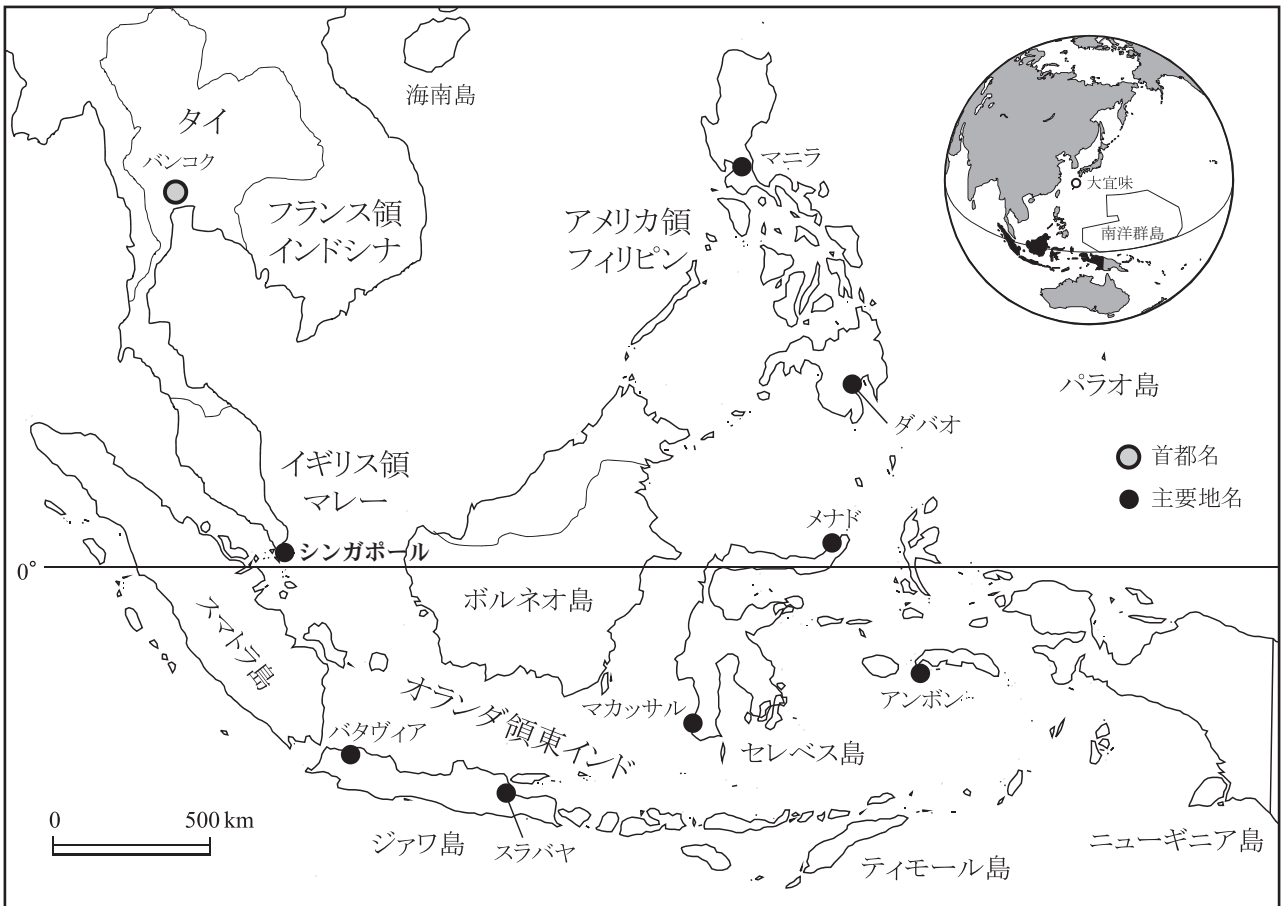 海南島
タイ
バンコク
フランス領
インドシナ
アメリカ領
フィリピン
マニラ
大宜味
南洋群島
パラオ島
ダバオ
首都名
主要地名
イギリス領
マレー
シンガポール
メナド
0°
ボルネオ島
スマトラ島
オランダ領東インド
マカッサル
アンボン
バタヴィア
セレベス島
0 500 km
ジァワ島
スラバヤ
ティモール島
ニューギニア島